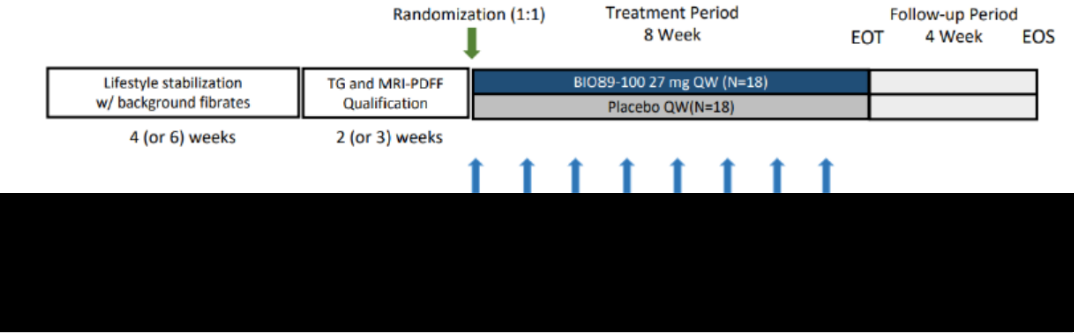 Randomization (1:1)
Treatment Period
8 Week
Follow-up Period
EOT 4 Week EOS
Lifestyle stabilization
w/ background fibrates
TG and MRI-PDFF
Qualification
BIO89-100 27 mg QW (N=18)
Placebo QW(N=18)
4 (or 6) weeks
2 (or 3) weeks